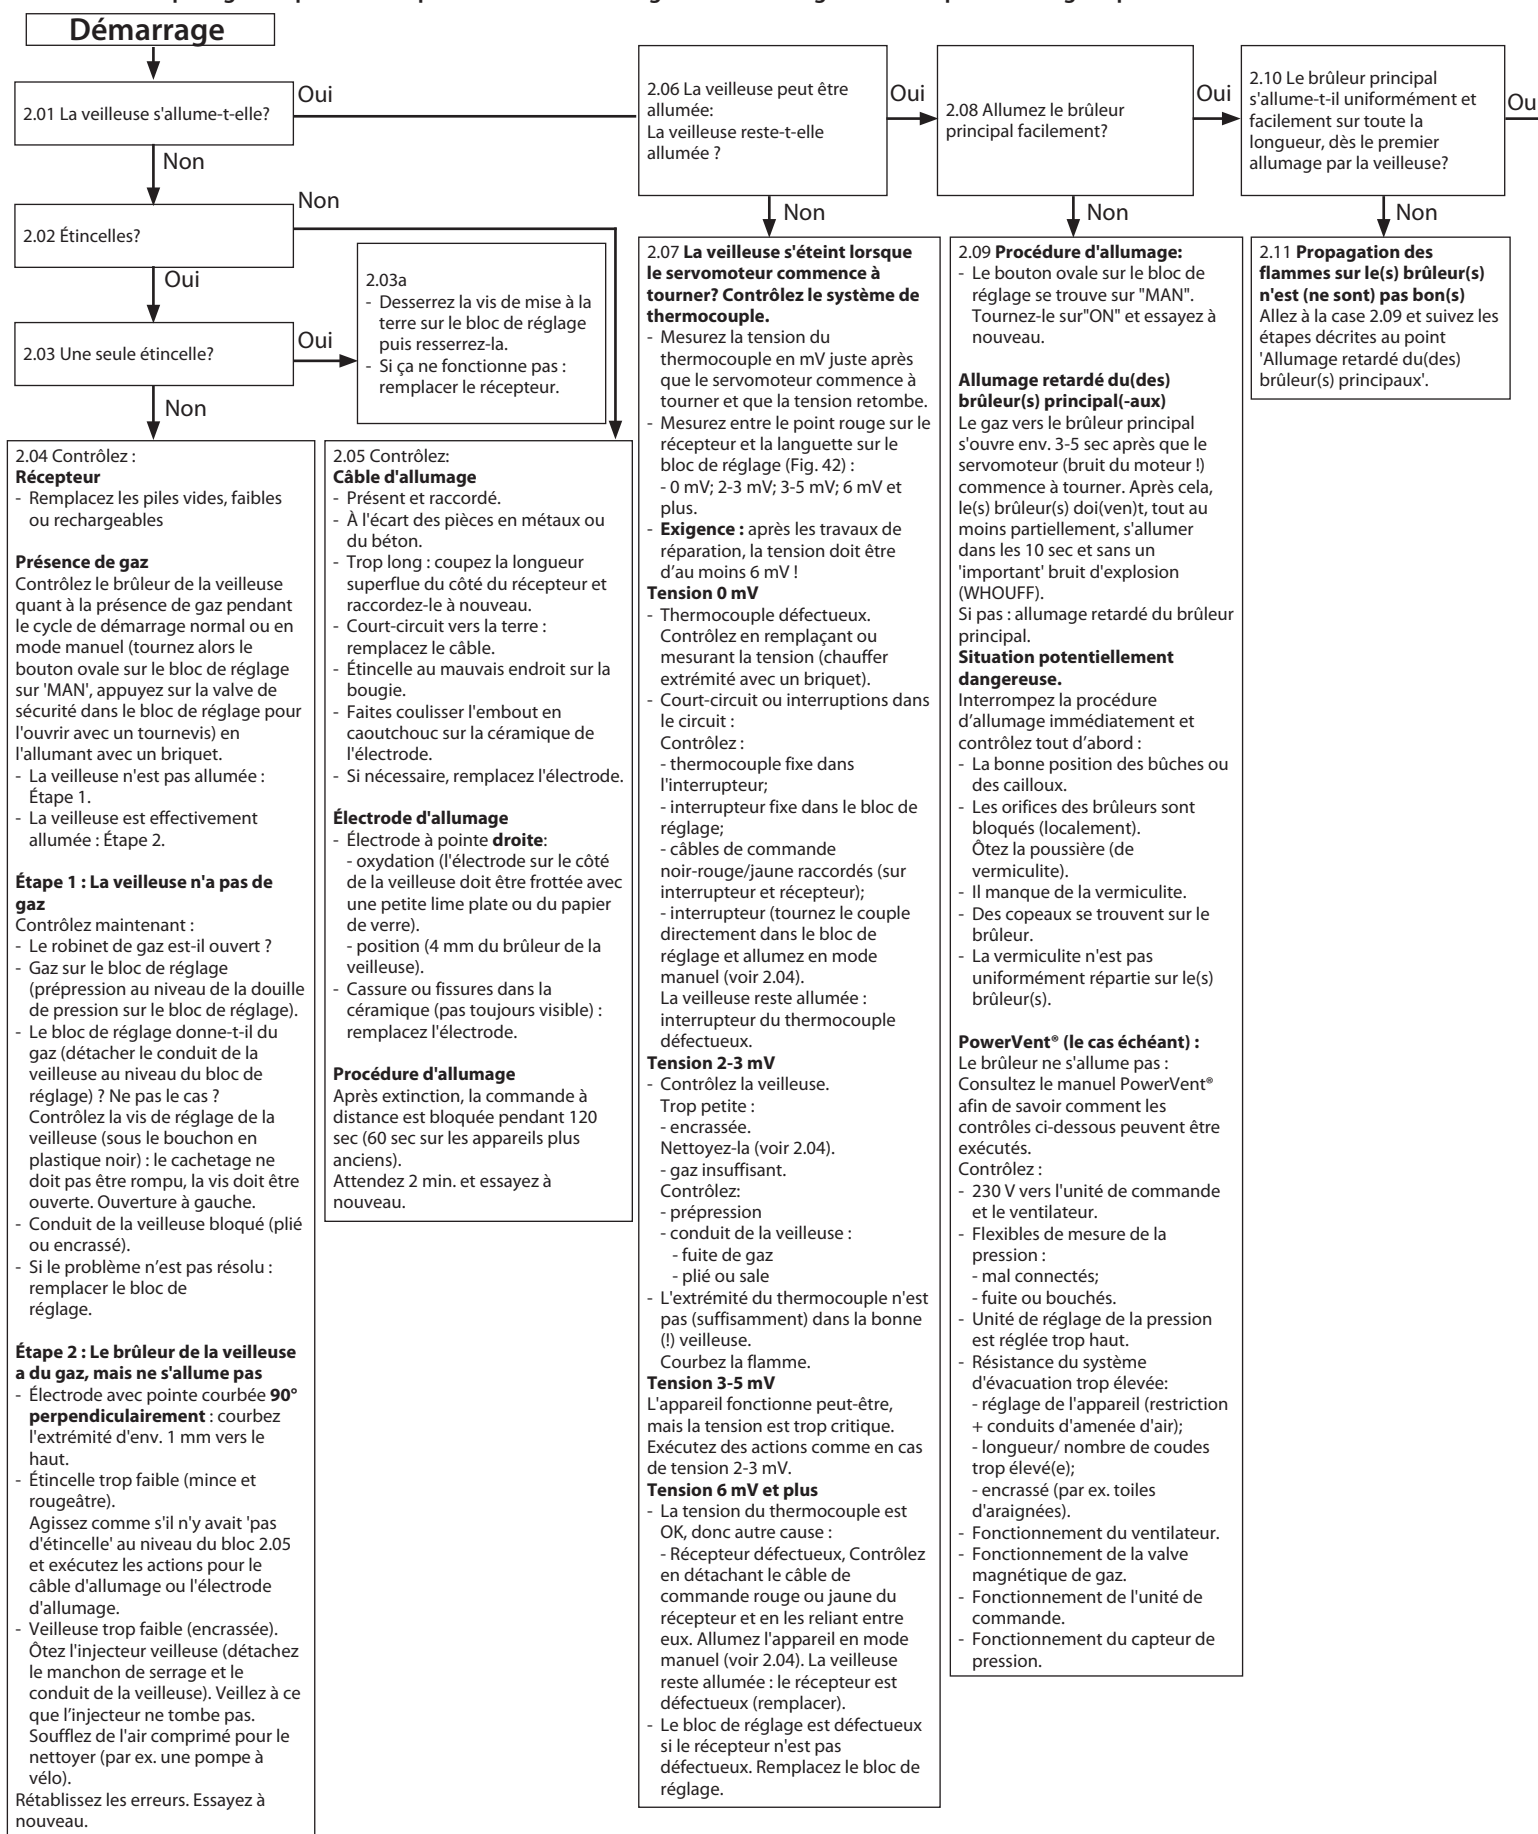 Démarrage
2.01 La veilleuse s'allume-t-elle?
Oui
Non
2.02 Étincelles?
Non
Oui
2.03 Une seule étincelle?
Oui
Non
2.03a
- Desserrez la vis de mise à la
terre sur le bloc de réglage
puis resserrez-la.
- Si ça ne fonctionne pas :
remplacer le récepteur.
2.04 Contrôlez :
Récepteur
- Remplacez les piles vides, faibles
ou rechargeables
Présence de gaz
Contrôlez le brûleur de la veilleuse
quant à la présence de gaz pendant
le cycle de démarrage normal ou en
mode manuel (tournez alors le
bouton ovale sur le bloc de réglage
sur 'MAN', appuyez sur la valve de
sécurité dans le bloc de réglage pour
l'ouvrir avec un tournevis) en
l'allumant avec un briquet.
- La veilleuse n'est pas allumée :
Étape 1.
- La veilleuse est effectivement
allumée : Étape 2.
Étape 1 : La veilleuse n'a pas de
gaz
Contrôlez maintenant :
- Le robinet de gaz est-il ouvert ?
- Gaz sur le bloc de réglage
(prépression au niveau de la douille
de pression sur le bloc de réglage).
- Le bloc de réglage donne-t-il du
gaz (détacher le conduit de la
veilleuse au niveau du bloc de
réglage) ? Ne pas le cas ?
Contrôlez la vis de réglage de la
veilleuse (sous le bouchon en
plastique noir) : le cachetage ne
doit pas être rompu, la vis doit être
ouverte. Ouverture à gauche.
- Conduit de la veilleuse bloqué (plié
ou encrassé).
- Si le problème n'est pas résolu :
remplacer le bloc de
réglage.
Étape 2 : Le brûleur de la veilleuse
a du gaz, mais ne s'allume pas
- Électrode avec pointe courbée 90°
perpendiculairement : courbez
l'extrémité d'env. 1 mm vers le
haut.
- Étincelle trop faible (mince et
rougeâtre).
Agissez comme s'il n'y avait 'pas
d'étincelle' au niveau du bloc 2.05
et exécutez les actions pour le
câble d'allumage ou l'électrode
d'allumage.
- Veilleuse trop faible (encrassée).
Ôtez l'injecteur veilleuse (détachez
le manchon de serrage et le
conduit de la veilleuse). Veillez à ce
que l'injecteur ne tombe pas.
Soufflez de l'air comprimé pour le
nettoyer (par ex. une pompe à
vélo).
Rétablissez les erreurs. Essayez à
nouveau.
2.05 Contrôlez:
Câble d'allumage
- Présent et raccordé.
- À l'écart des pièces en métaux ou
du béton.
- Trop long : coupez la longueur
superflue du côté du récepteur et
raccordez-le à nouveau.
- Court-circuit vers la terre :
remplacez le câble.
- Étincelle au mauvais endroit sur la
bougie.
- Faites coulisser l'embout en
caoutchouc sur la céramique de
l'électrode.
- Si nécessaire, remplacez l'électrode.
Électrode d'allumage
- Électrode à pointe droite:
- oxydation (l'électrode sur le côté
de la veilleuse doit être frottée avec
une petite lime plate ou du papier
de verre).
- position (4 mm du brûleur de la
veilleuse).
- Cassure ou fissures dans la
céramique (pas toujours visible) :
remplacez l'électrode.
Procédure d'allumage
Après extinction, la commande à
distance est bloquée pendant 120
sec (60 sec sur les appareils plus
anciens).
Attendez 2 min. et essayez à
nouveau.
2.06 La veilleuse peut être
allumée:
La veilleuse reste-t-elle
allumée ?
Oui
Non
2.07 La veilleuse s'éteint lorsque
le servomoteur commence à
tourner? Contrôlez le système de
thermocouple.
- Mesurez la tension du
thermocouple en mV juste après
que le servomoteur commence à
tourner et que la tension retombe.
- Mesurez entre le point rouge sur le
récepteur et la languette sur le
bloc de réglage (Fig. 42) :
- 0 mV; 2-3 mV; 3-5 mV; 6 mV et
plus.
- Exigence : après les travaux de
réparation, la tension doit être
d'au moins 6 mV !
Tension 0 mV
- Thermocouple défectueux.
Contrôlez en remplaçant ou
mesurant la tension (chauffer
extrémité avec un briquet).
- Court-circuit ou interruptions dans
le circuit :
Contrôlez :
- thermocouple fixe dans
l'interrupteur;
- interrupteur fixe dans le bloc de
réglage;
- câbles de commande
noir-rouge/jaune raccordés (sur
interrupteur et récepteur);
- interrupteur (tournez le couple
directement dans le bloc de
réglage et allumez en mode
manuel (voir 2.04).
La veilleuse reste allumée :
interrupteur du thermocouple
défectueux.
Tension 2-3 mV
- Contrôlez la veilleuse.
Trop petite :
- encrassée.
Nettoyez-la (voir 2.04).
- gaz insuffisant.
Contrôlez:
- prépression
- conduit de la veilleuse :
- fuite de gaz
- plié ou sale
- L'extrémité du thermocouple n'est
pas (suffisamment) dans la bonne
(!) veilleuse.
Courbez la flamme.
Tension 3-5 mV
L'appareil fonctionne peut-être,
mais la tension est trop critique.
Exécutez des actions comme en cas
de tension 2-3 mV.
Tension 6 mV et plus
- La tension du thermocouple est
OK, donc autre cause :
- Récepteur défectueux, Contrôlez
en détachant le câble de
commande rouge ou jaune du
récepteur et en les reliant entre
eux. Allumez l'appareil en mode
manuel (voir 2.04). La veilleuse
reste allumée : le récepteur est
défectueux (remplacer).
- Le bloc de réglage est défectueux
si le récepteur n'est pas
défectueux. Remplacez le bloc de
réglage.
2.08 Allumez le brûleur
principal facilement?
Oui
Non
2.09 Procédure d'allumage:
- Le bouton ovale sur le bloc de
réglage se trouve sur "MAN".
Tournez-le sur"ON" et essayez à
nouveau.
Allumage retardé du(des)
brûleur(s) principal(-aux)
Le gaz vers le brûleur principal
s'ouvre env. 3-5 sec après que le
servomoteur (bruit du moteur !)
commence à tourner. Après cela,
le(s) brûleur(s) doi(ven)t, tout au
moins partiellement, s'allumer
dans les 10 sec et sans un
'important' bruit d'explosion
(WHOUFF).
Si pas : allumage retardé du brûleur
principal.
Situation potentiellement
dangereuse.
Interrompez la procédure
d'allumage immédiatement et
contrôlez tout d'abord :
- La bonne position des bûches ou
des cailloux.
- Les orifices des brûleurs sont
bloqués (localement).
Ôtez la poussière (de
vermiculite).
- Il manque de la vermiculite.
- Des copeaux se trouvent sur le
brûleur.
- La vermiculite n'est pas
uniformément répartie sur le(s)
brûleur(s).
PowerVent® (le cas échéant) :
Le brûleur ne s'allume pas :
Consultez le manuel PowerVent®
afin de savoir comment les
contrôles ci-dessous peuvent être
exécutés.
Contrôlez :
- 230 V vers l'unité de commande
et le ventilateur.
- Flexibles de mesure de la
pression :
- mal connectés;
- fuite ou bouchés.
- Unité de réglage de la pression
est réglée trop haut.
- Résistance du système
d'évacuation trop élevée:
- réglage de l'appareil (restriction
+ conduits d'amenée d'air);
- longueur/ nombre de coudes
trop élevé(e);
- encrassé (par ex. toiles
d'araignées).
- Fonctionnement du ventilateur.
- Fonctionnement de la valve
magnétique de gaz.
- Fonctionnement de l'unité de
commande.
- Fonctionnement du capteur de
pression.
2.10 Le brûleur principal
s'allume-t-il uniformément et
facilement sur toute la
longueur, dès le premier
allumage par la veilleuse?
Ou
Non
2.11 Propagation des
flammes sur le(s) brûleur(s)
n'est (ne sont) pas bon(s)
Allez à la case 2.09 et suivez les
étapes décrites au point
'Allumage retardé du(des)
brûleur(s) principaux'.